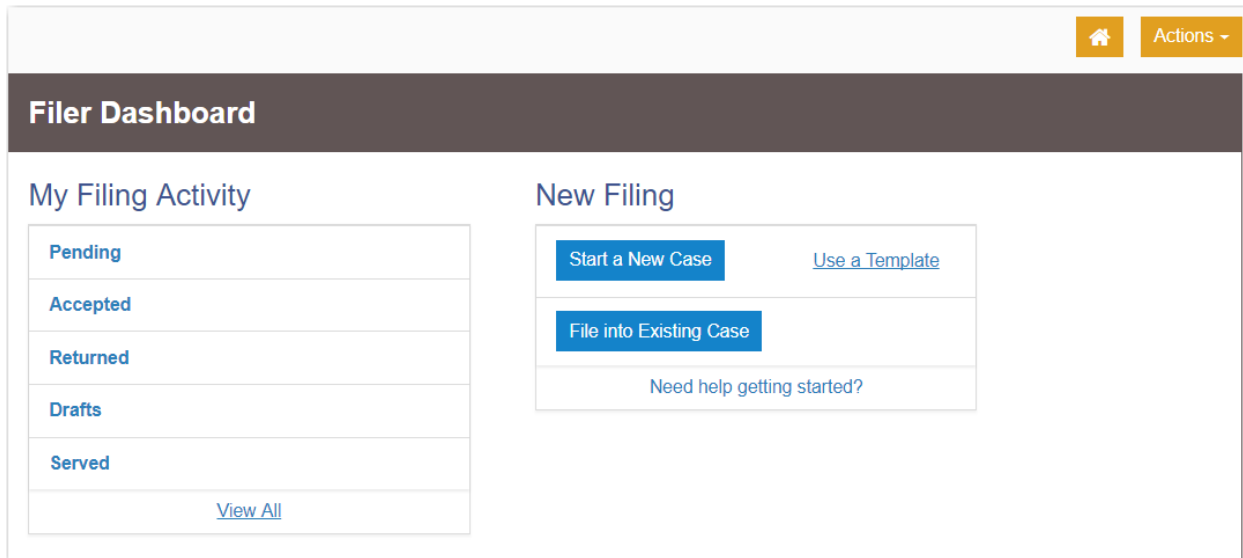 Actions
Filer Dashboard
My Filing Activity
Pending
Accepted
Returned
Drafts
Served
View All
New Filing
Start a New Case
Use a Template
File into Existing Case
Need help getting started?